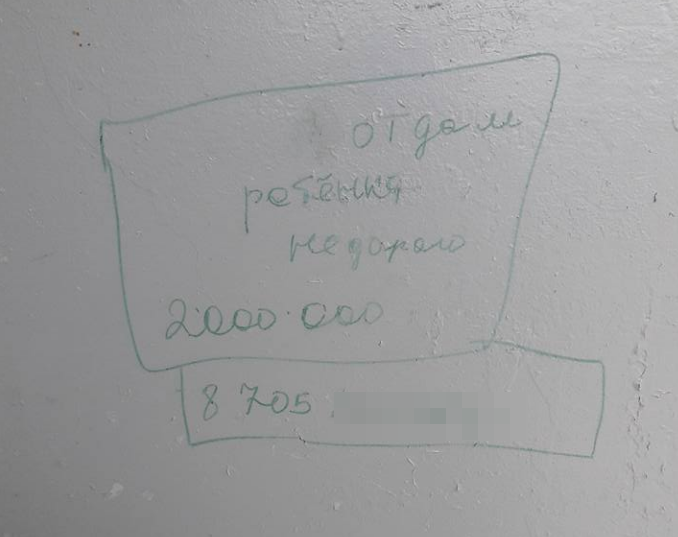 отдам
ребёнка
недорого
2000.000
8 705